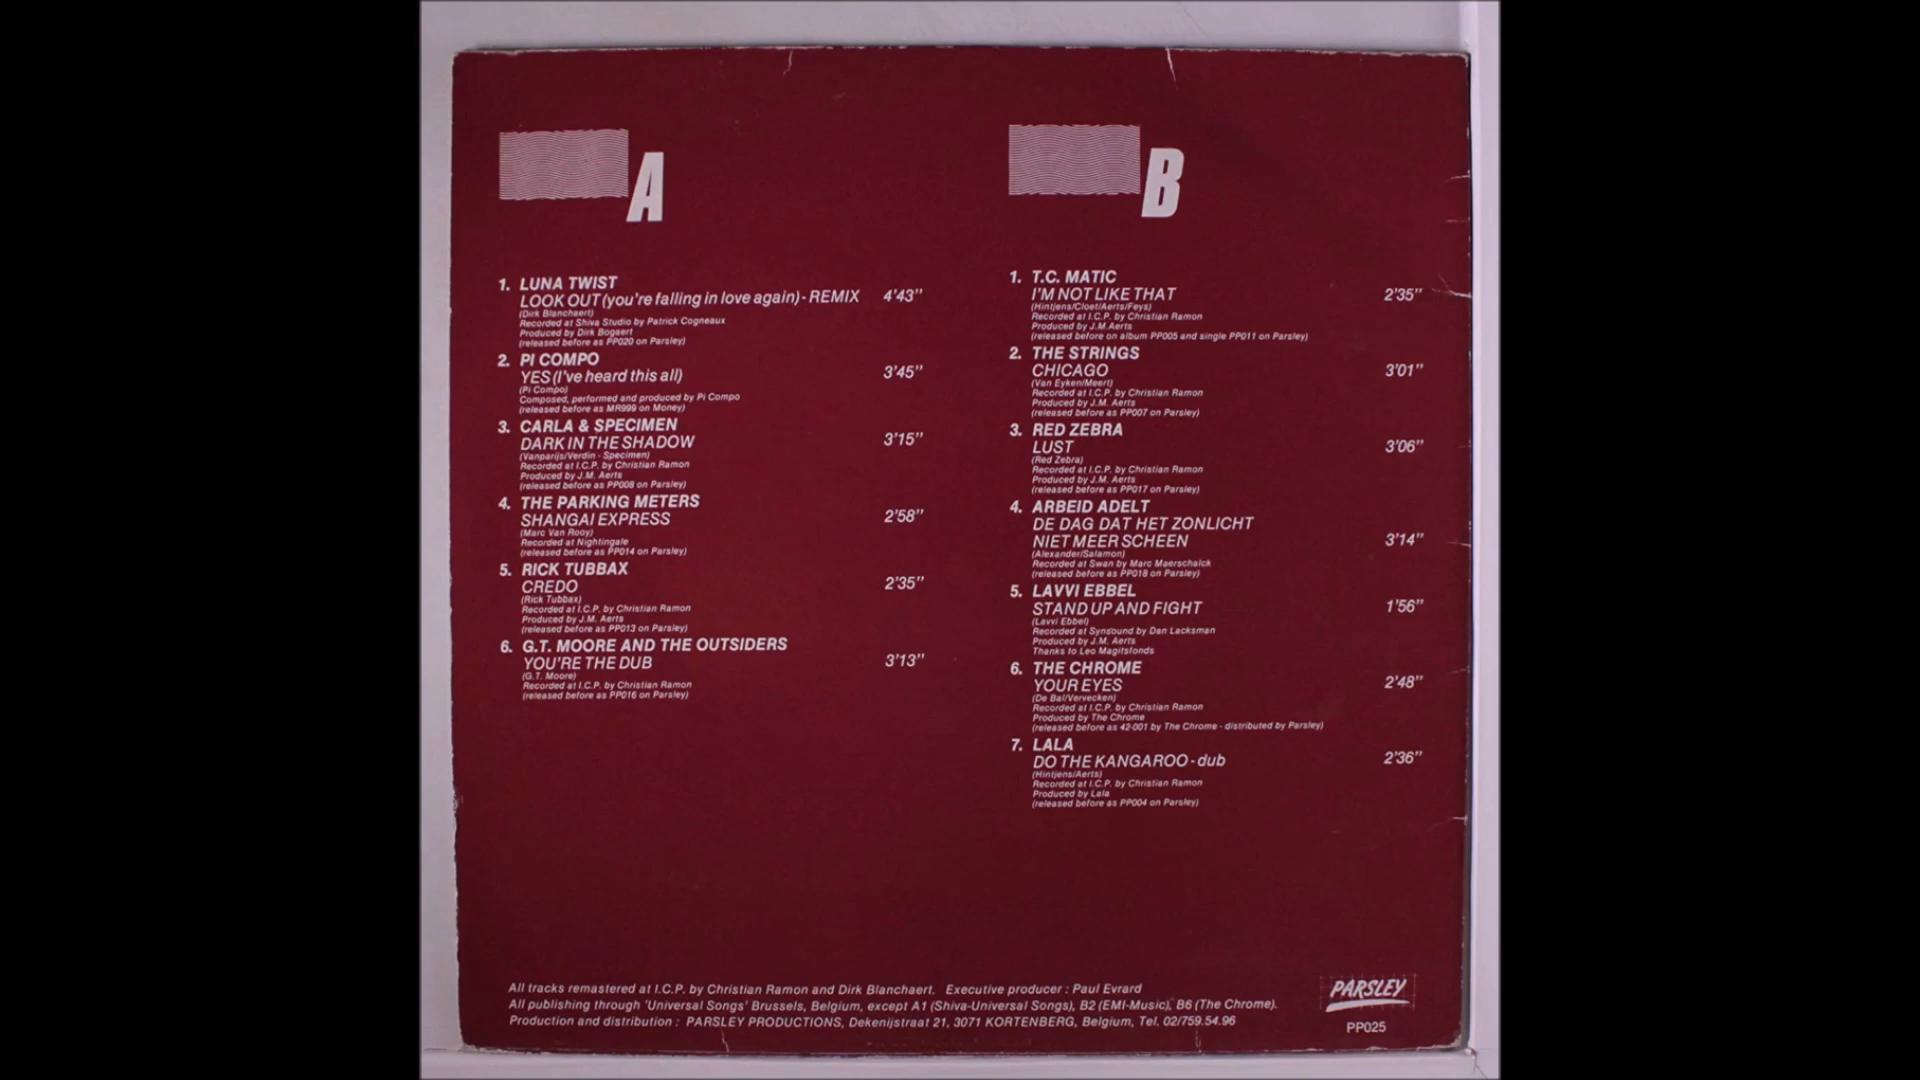 A
1. LUNA TWIST
LOOK OUT (you're falling in love again) - REMIX 4'43"
(Dirk Blanchaert)
Recorded at Shiva Studio by Patrick Cogneaux
Produced by Dirk Bogaert
(released before as PP020 on Parsley)
2. PI COMPO
YES (I've heard this all) 3'45"
(Pi Compo)
Composed, performed and produced by Pi Compo
(released before as MR999 on Money)
3. CARLA & SPECIMEN
DARK IN THE SHADOW 3'15"
(Vanparijs/Verdin - Specimen)
Recorded at I.C.P. by Christian Ramon
Produced by J.M. Aerts
(released before as PP008 on Parsley)
4. THE PARKING METERS
SHANGAI EXPRESS 2'58"
(Marc Van Rooy)
Recorded at Nightingale
(released before as PP014 on Parsley)
5. RICK TUBBAX
CREDO 2'35"
(Rick Tubbax)
Recorded at I.C.P. by Christian Ramon
Produced by J.M. Aerts
(released before as PP013 on Parsley)
6. G.T. MOORE AND THE OUTSIDERS
YOU'RE THE DUB 3'13"
(G.T. Moore)
Recorded at I.C.P. by Christian Ramon
(released before as PP016 on Parsley)
B
1. T.C. MATIC
I'M NOT LIKE THAT 2'35"
(Hintjens/Cloet/Aerts/Feys)
Recorded at I.C.P. by Christian Ramon
Produced by J.M.Aerts
(released before on album PP005 and single PP011 on Parsley)
2. THE STRINGS
CHICAGO 3'01"
(Van Eyken/Meert)
Recorded at I.C.P. by Christian Ramon
Produced by J.M. Aerts
(released before as PP007 on Parsley)
3. RED ZEBRA
LUST 3'06"
(Red Zebra)
Recorded at I.C.P. by Christian Ramon
Produced by J.M. Aerts
(released before as PP017 on Parsley)
4. ARBEID ADELT
DE DAG DAT HET ZONLICHT
NIET MEER SCHEEN 3'14"
(Alexander/Salamon)
Recorded at Swan by Marc Maerschalck
(released before as PP018 on Parsley)
5. LAVVI EBBEL
STAND UP AND FIGHT 1'56"
(Lavvi Ebbel)
Recorded at Synsound by Dan Lacksman
Produced by J.M. Aerts
Thanks to Leo Magitsfonds
6. THE CHROME
YOUR EYES 2'48"
(De Bal/Vervecken)
Recorded at I.C.P. by Christian Ramon
Produced by The Chrome
(released before as 42-001 by The Chrome - distributed by Parsley)
7. LALA
DO THE KANGAROO - dub 2'36"
(Hintjens/Aerts)
Recorded at I.C.P. by Christian Ramon
Produced by Lala
(released before as PP004 on Parsley)
All tracks remastered at I.C.P. by Christian Ramon and Dirk Blanchaert. Executive producer : Paul Evrard
All publishing through 'Universal Songs' Brussels, Belgium, except A1 (Shiva-Universal Songs), B2 (EMI-Music), B6 (The Chrome).
Production and distribution : PARSLEY PRODUCTIONS, Dekenijstraat 21, 3071 KORTENBERG, Belgium, Tel. 02/759.54.96
PARSLEY
PP025